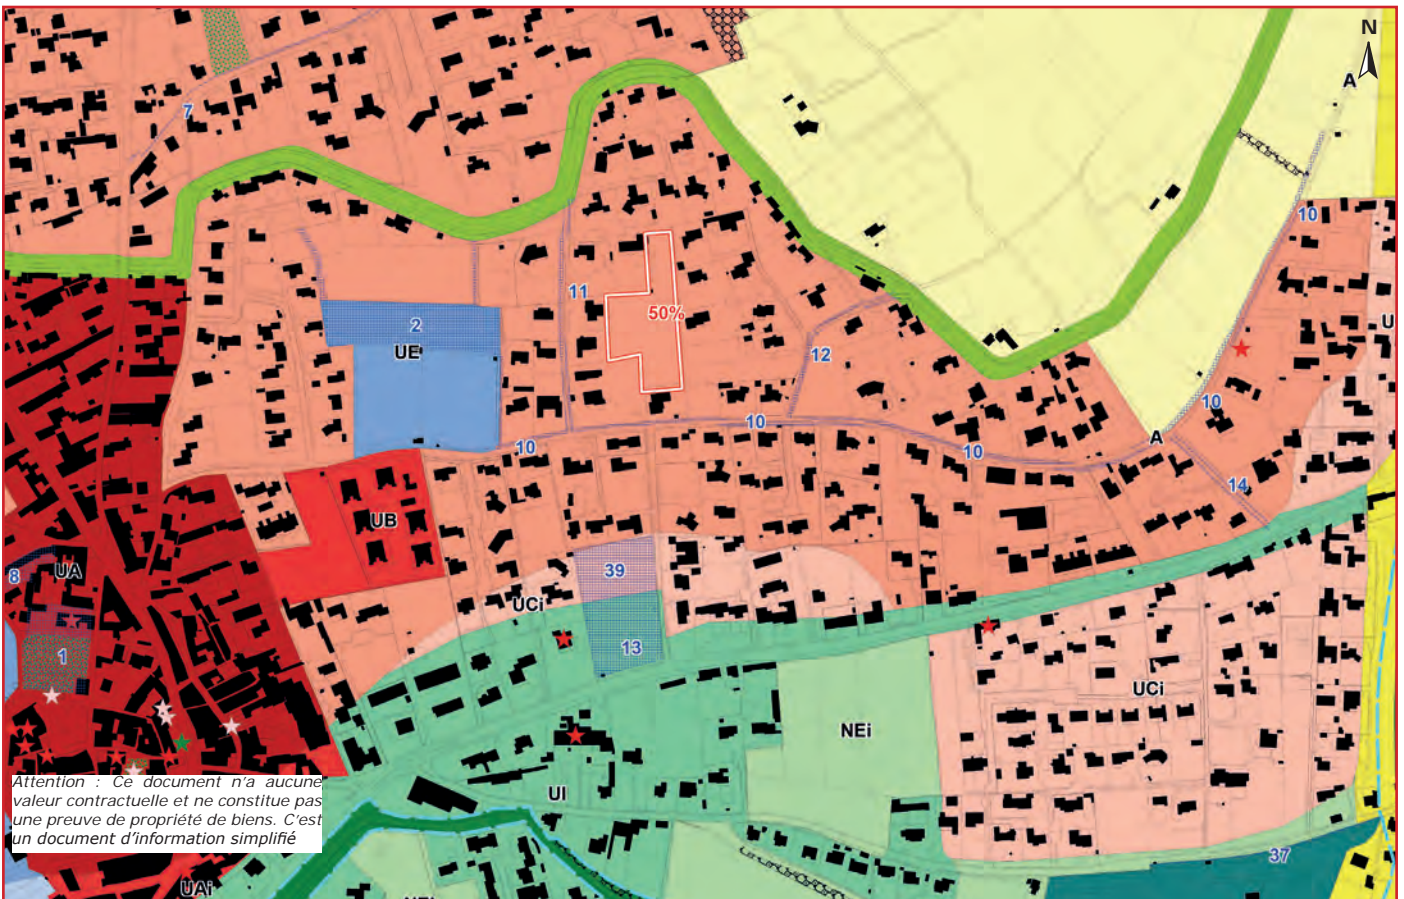 N
A
7
10
U
11
50%
2
UE
12
10
10
10
10
A
14
UB
8
UA
39
UCi
13
1
UCi
NEi
UI
37
UAi
Attention : Ce document n'a aucune
valeur contractuelle et ne constitue pas
une preuve de propriété de biens. C'est
un document d'information simplifié